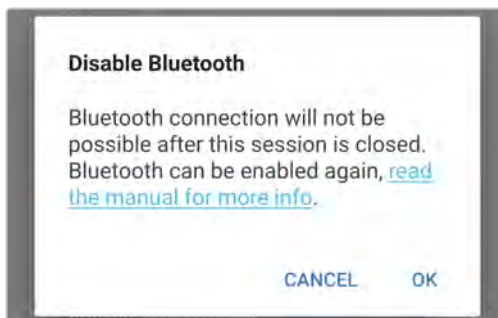 Disable Bluetooth
Bluetooth connection will not be
possible after this session is closed.
Bluetooth can be enabled again, read
the manual for more info.
CANCEL OK